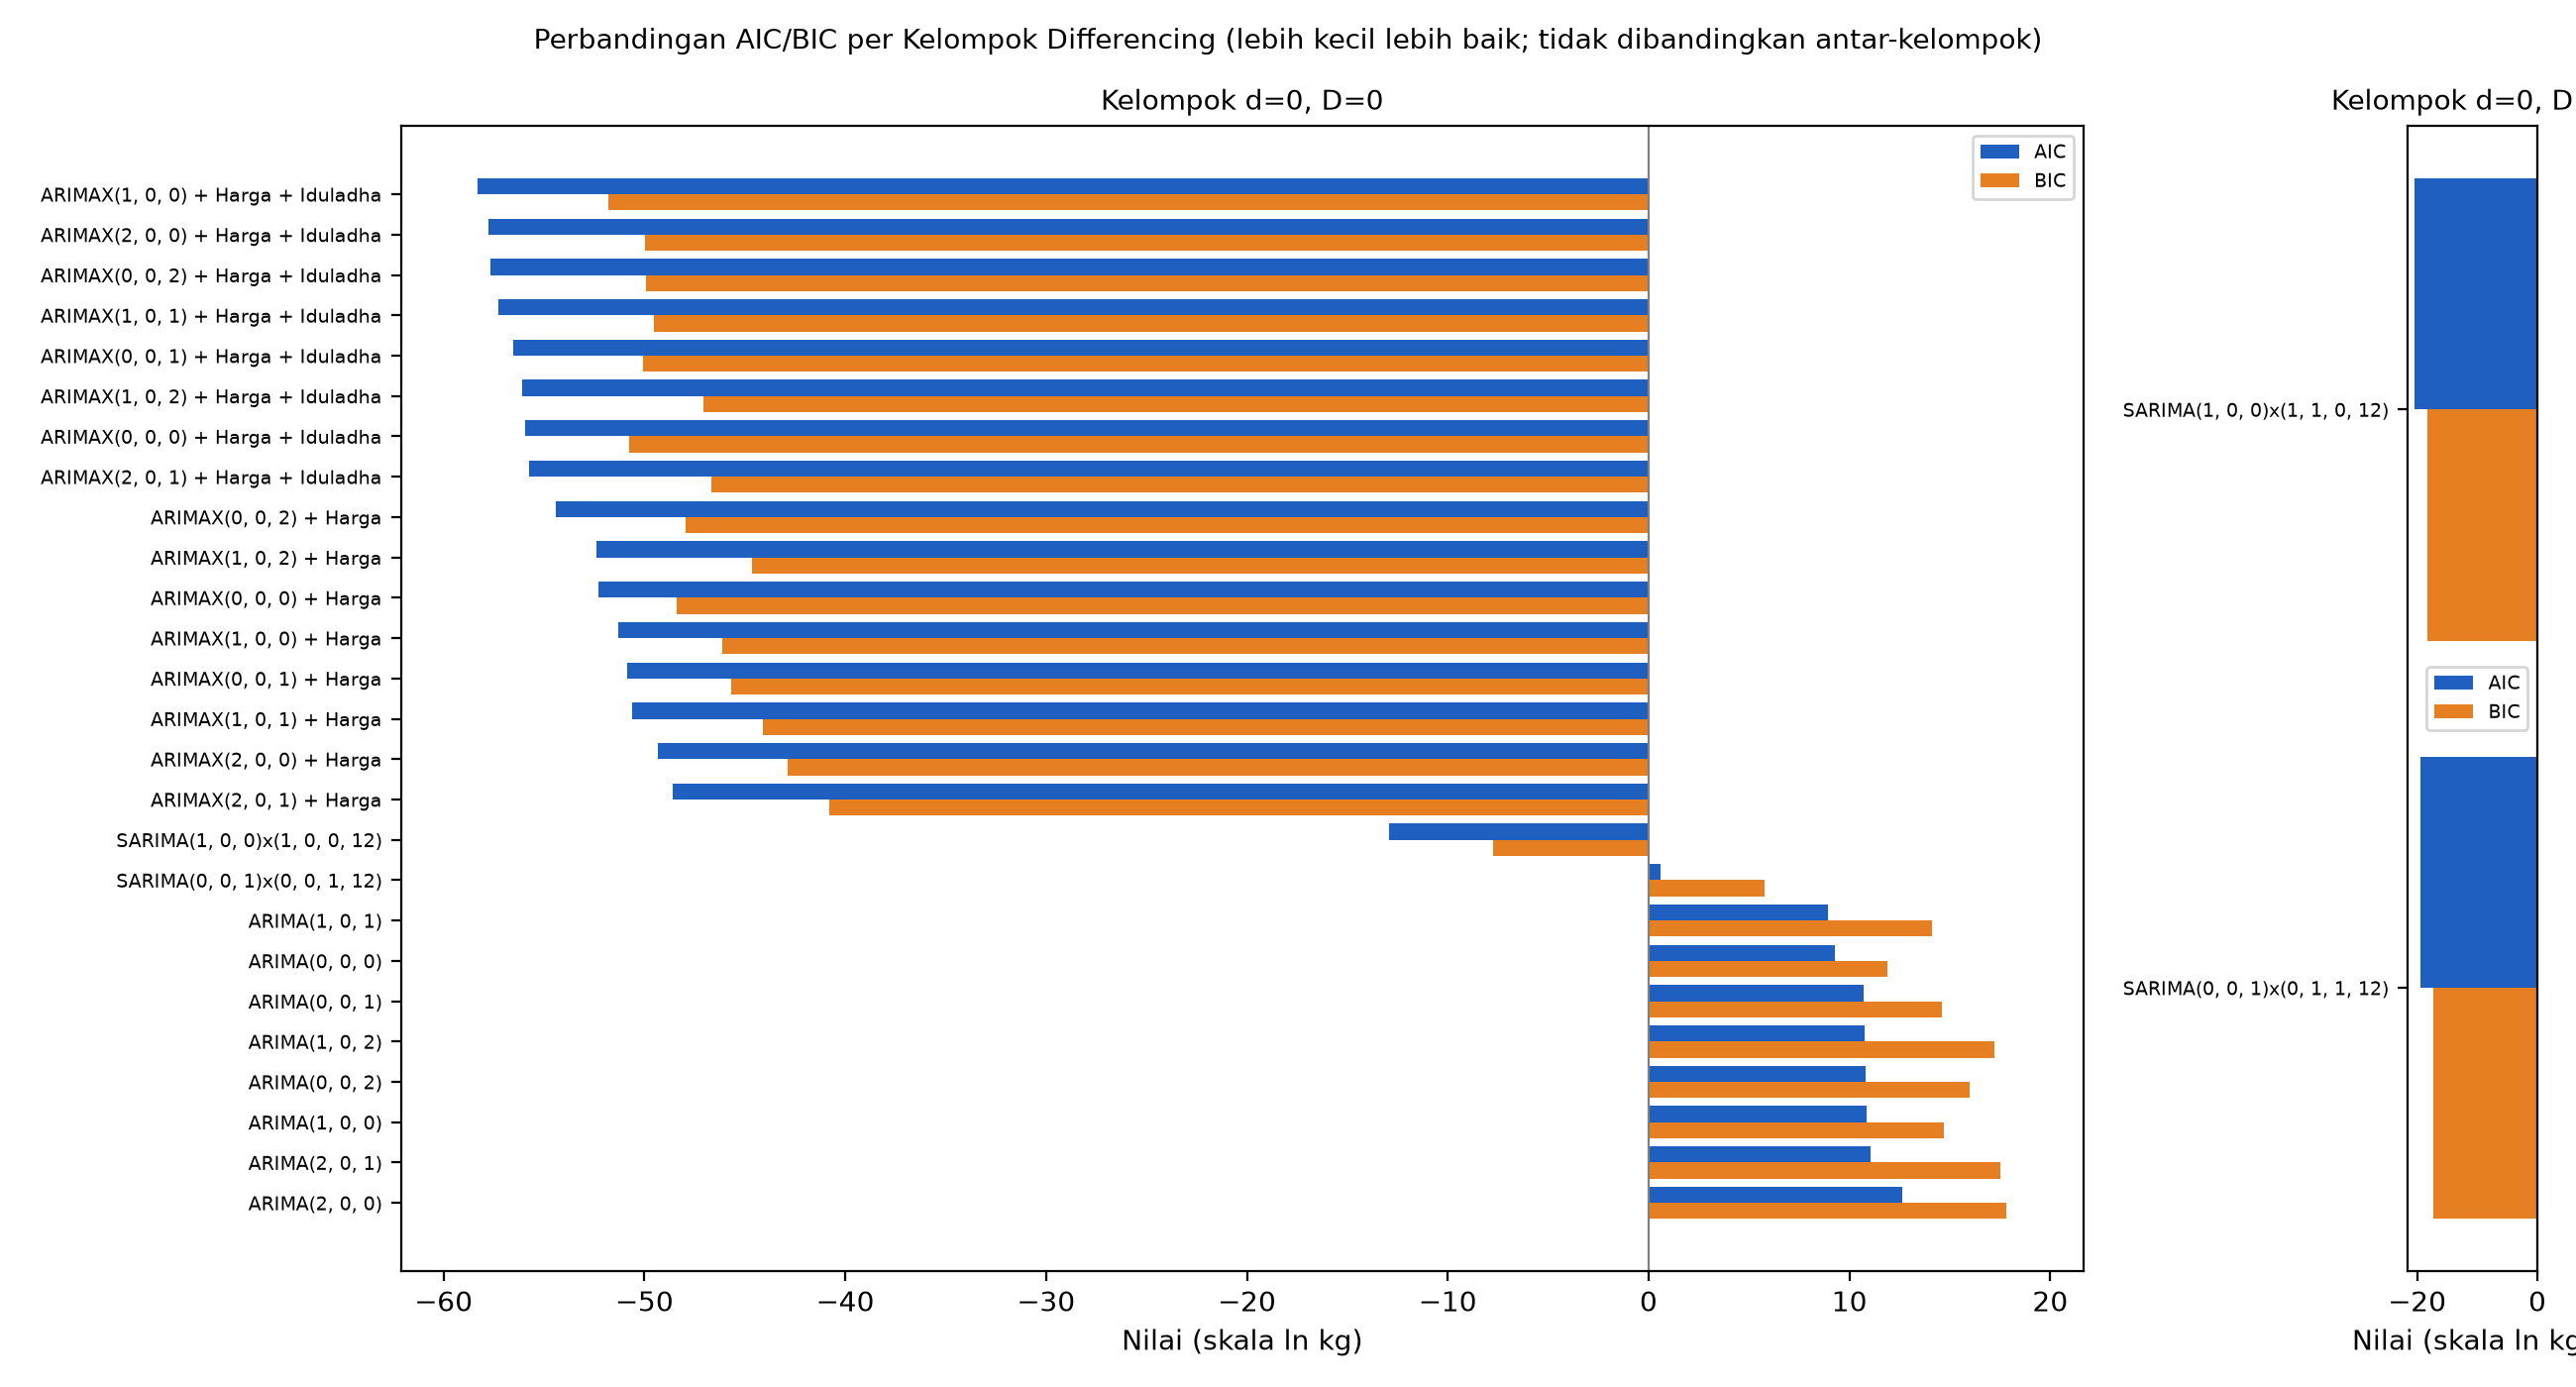 Perbandingan AIC/BIC per Kelompok Differencing (lebih kecil lebih baik; tidak dibandingkan antar-kelompok)
Kelompok d=0, D=0
AIC
BIC
ARIMAX(1, 0, 0) + Harga + Iduladha
ARIMAX(2, 0, 0) + Harga + Iduladha
ARIMAX(0, 0, 2) + Harga + Iduladha
ARIMAX(1, 0, 1) + Harga + Iduladha
ARIMAX(0, 0, 1) + Harga + Iduladha
ARIMAX(1, 0, 2) + Harga + Iduladha
ARIMAX(0, 0, 0) + Harga + Iduladha
ARIMAX(2, 0, 1) + Harga + Iduladha
ARIMAX(0, 0, 2) + Harga
ARIMAX(1, 0, 2) + Harga
ARIMAX(0, 0, 0) + Harga
ARIMAX(1, 0, 0) + Harga
ARIMAX(0, 0, 1) + Harga
ARIMAX(1, 0, 1) + Harga
ARIMAX(2, 0, 0) + Harga
ARIMAX(2, 0, 1) + Harga
SARIMA(1, 0, 0)x(1, 0, 0, 12)
SARIMA(0, 0, 1)x(0, 0, 1, 12)
ARIMA(1, 0, 1)
ARIMA(0, 0, 0)
ARIMA(0, 0, 1)
ARIMA(1, 0, 2)
ARIMA(0, 0, 2)
ARIMA(1, 0, 0)
ARIMA(2, 0, 1)
ARIMA(2, 0, 0)
−60 −50 −40 −30 −20 −10 0 10 20
Nilai (skala ln kg)
Kelompok d=0, D
SARIMA(1, 0, 0)x(1, 1, 0, 12)
AIC
BIC
SARIMA(0, 0, 1)x(0, 1, 1, 12)
−20 0
Nilai (skala ln kg